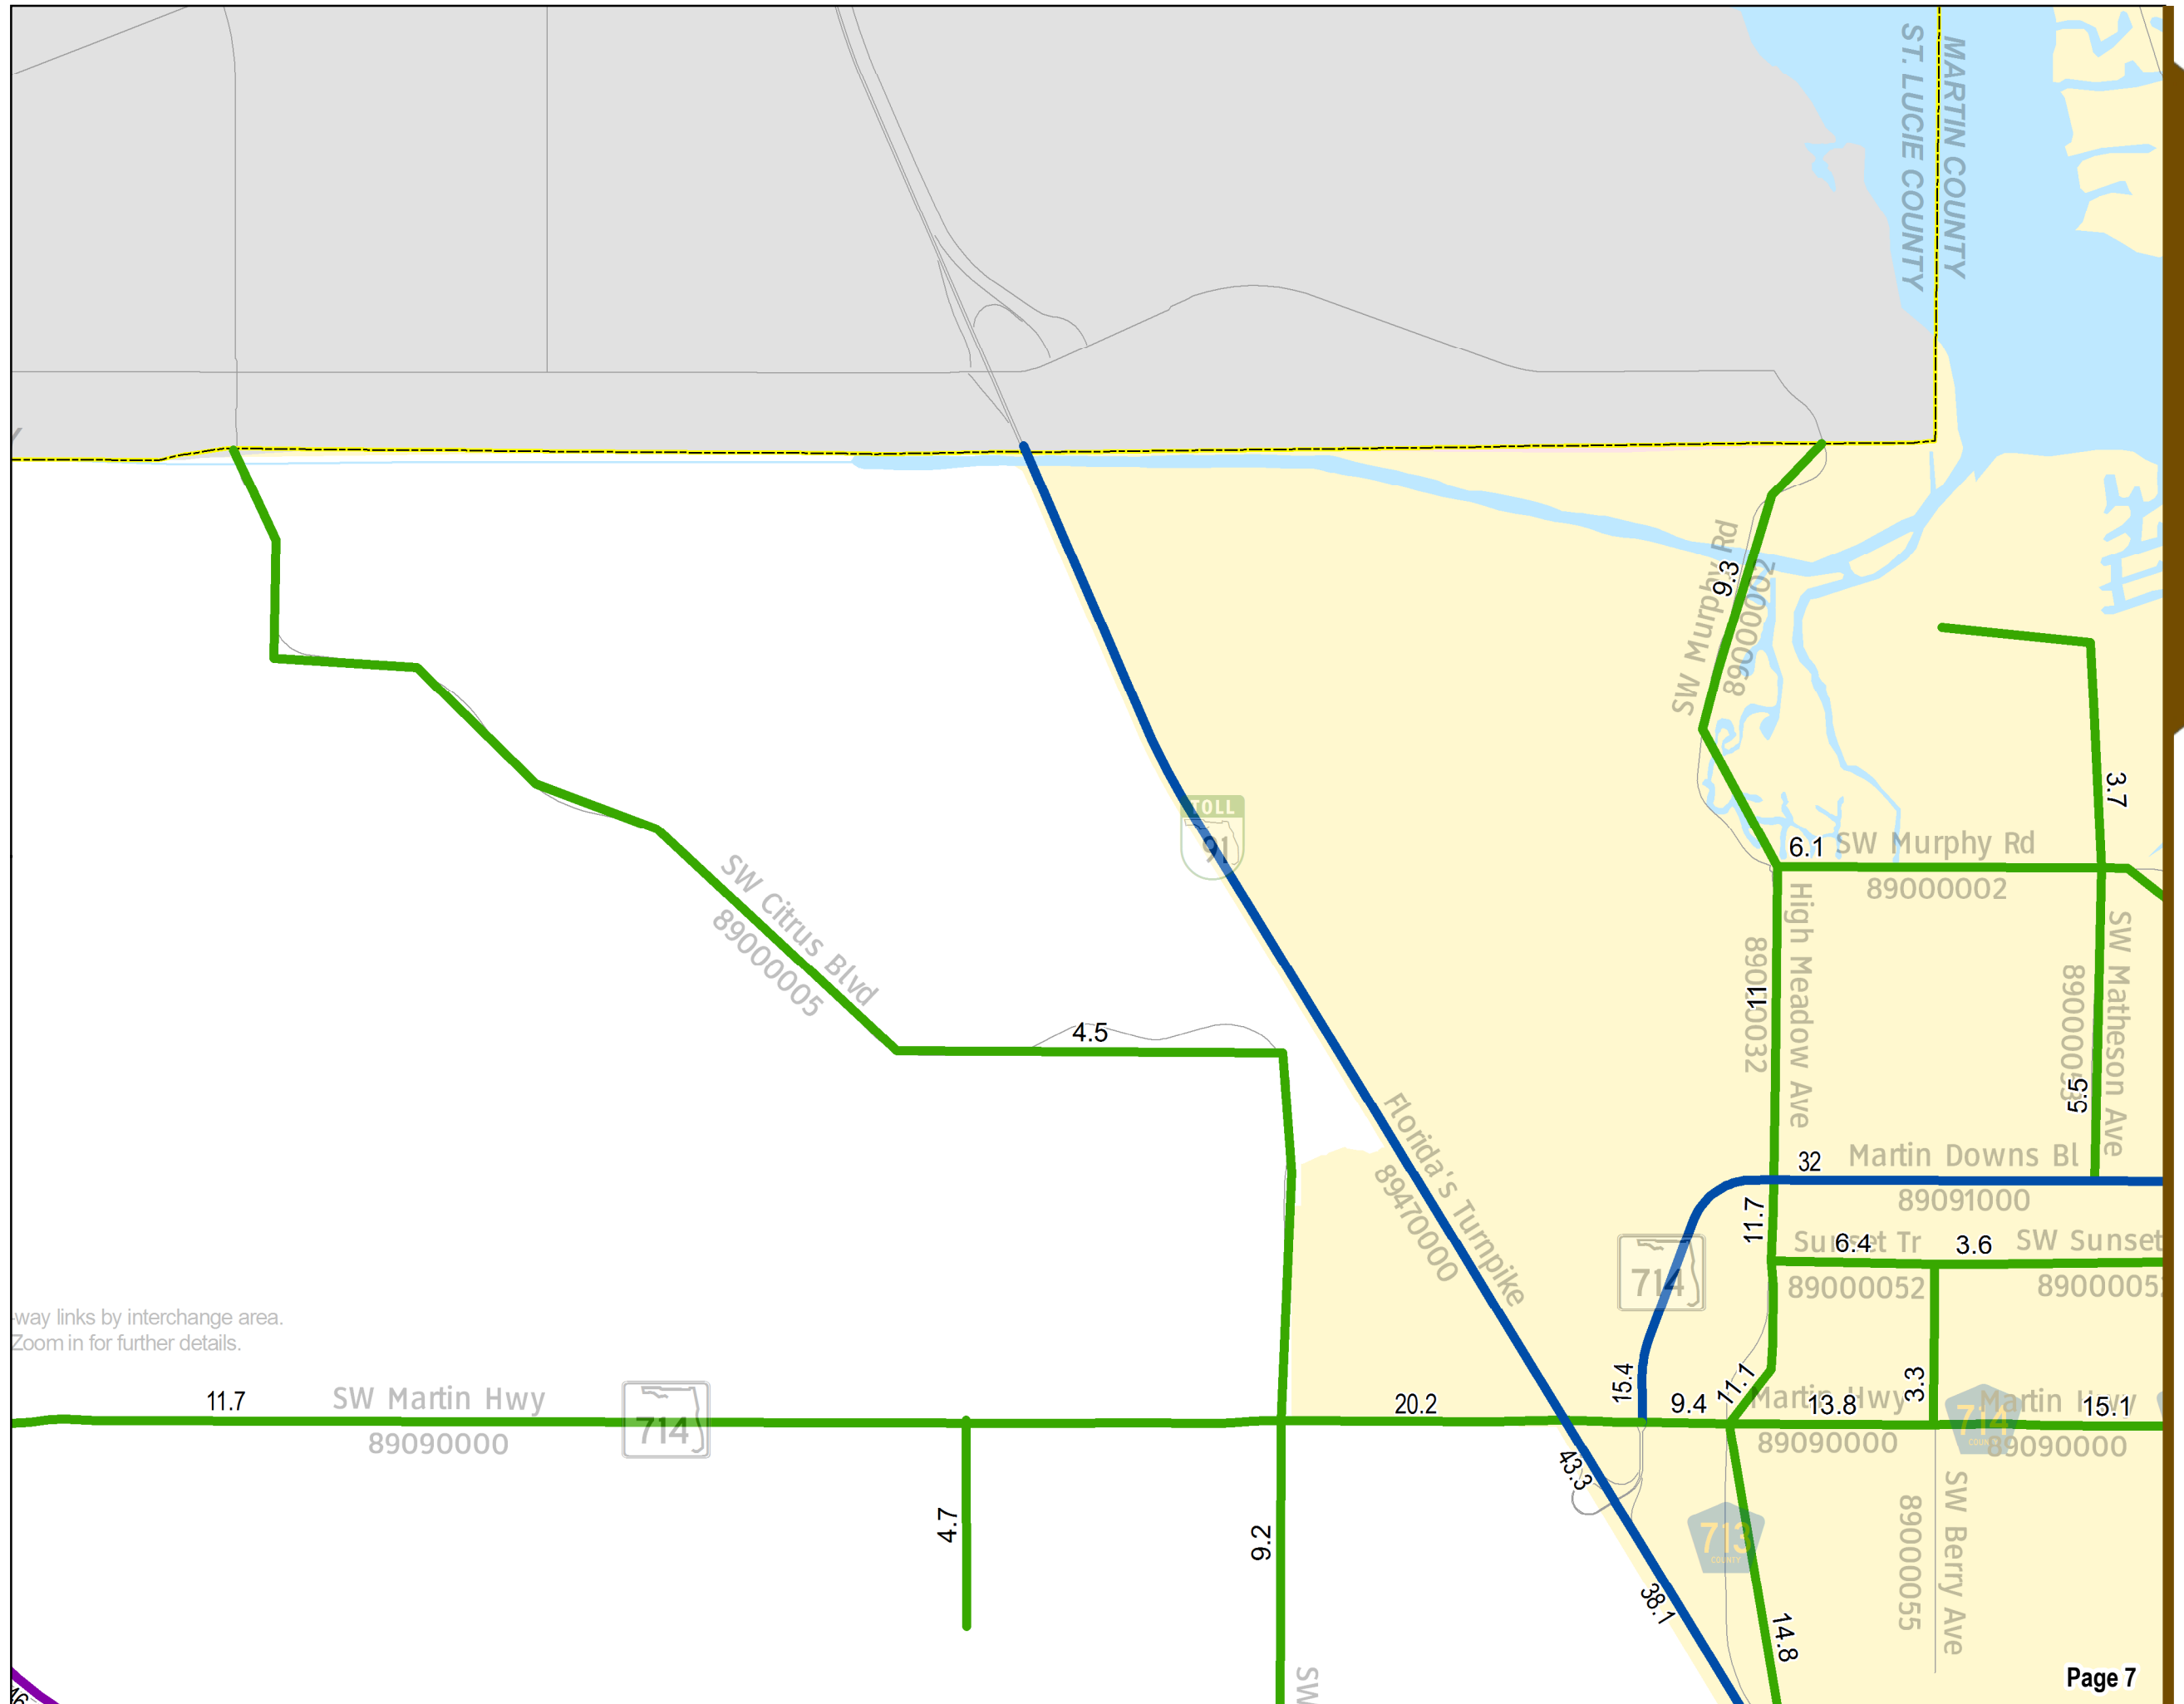 ST. LUCIE COUNTY
MARTIN COUNTY
SW Murphy Rd
9.3
89000002
3.7
TOLL
91
6.1
SW Murphy Rd
89000002
SW Citrus Blvd
89000005
High Meadow Ave
11
SW Matheson Ave
5.5
4.5
Florida's Turnpike
89470000
32
Martin Downs Bl
89091000
11.7
Sunset Tr
6.4
3.6
SW Sunset
89000052
714
-way links by interchange area.
Zoom in for further details.
15.4
11.1
3.3
11.7
SW Martin Hwy
714
89090000
20.2
9.4
Martin Hwy
13.8
89090000
714
COUNTY
Martin Hwy
15.1
89090000
43.3
4.7
9.2
713
COUNTY
38.1
14.8
SW Berry Ave
89000055
SW
Page 7